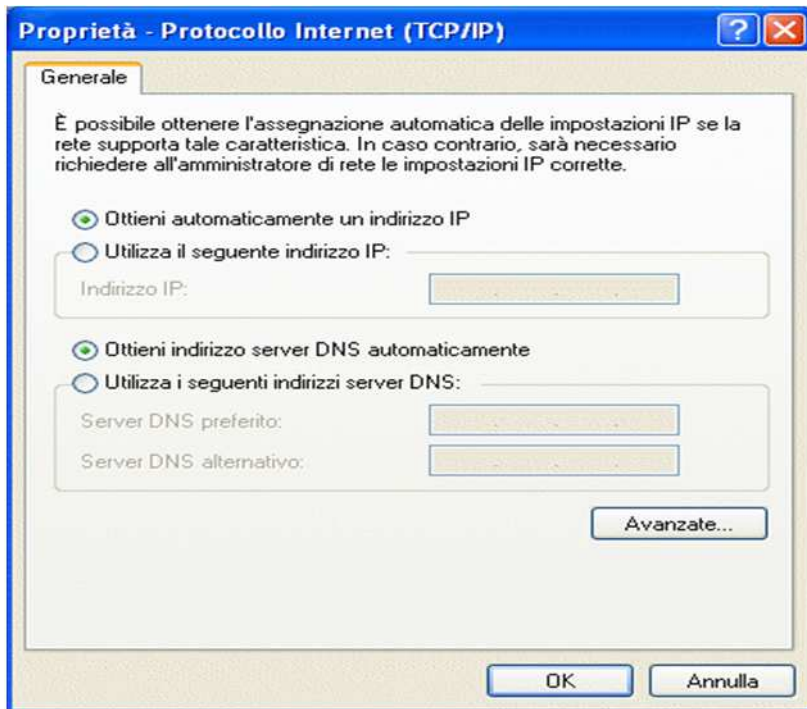 Proprietà - Protocollo Internet (TCP/IP)
Generale
È possibile ottenere l'assegnazione automatica delle impostazioni IP se la
rete supporta tale caratteristica. In caso contrario, sarà necessario
richiedere all'amministratore di rete le impostazioni IP corrette.
Ottieni automaticamente un indirizzo IP
Utilizza il seguente indirizzo IP:
Indirizzo IP:
Ottieni indirizzo server DNS automaticamente
Utilizza i seguenti indirizzi server DNS:
Server DNS preferito:
Server DNS alternativo:
Avanzate...
OK Annulla